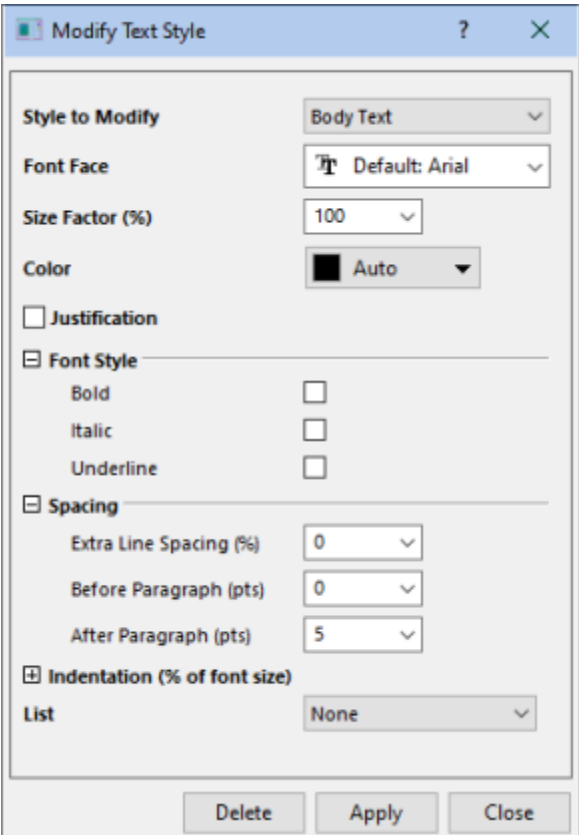 Modify Text Style ?
Style to Modify Body Text
Font Face Default: Arial
Size Factor (%) 100
Color Auto
Justification
Font Style
Bold
Italic
Underline
Spacing
Extra Line Spacing (%) 0
Before Paragraph (pts) 0
After Paragraph (pts) 5
Indentation (% of font size)
List None
Delete Apply Close